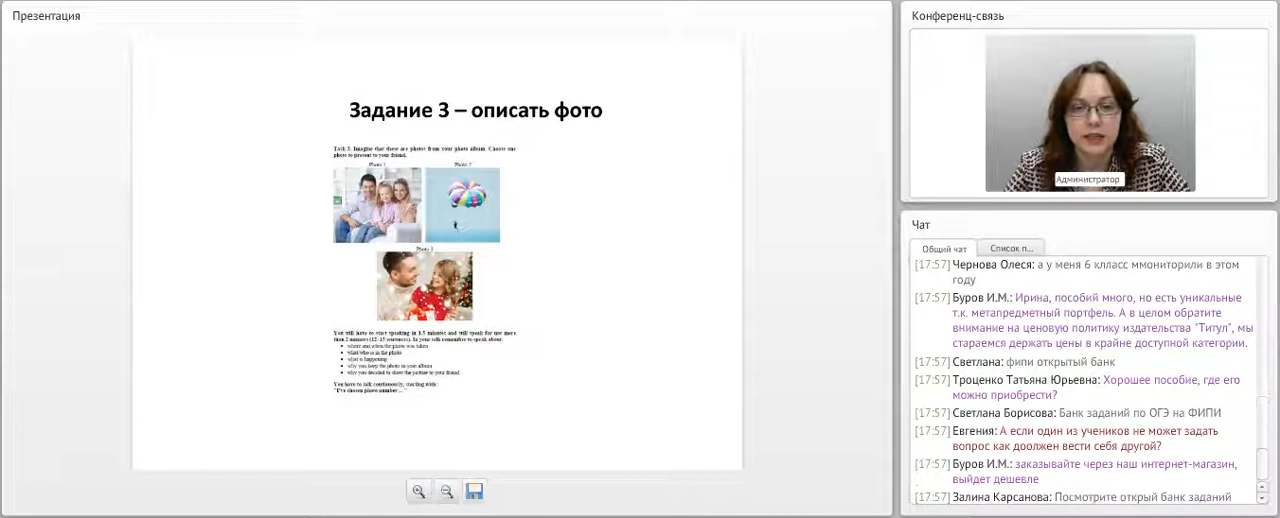 Презентация
Задание 3 – описать фото
Task 3. Imagine that these are photos from your photo album. Choose one
photo to present to your friend.
Photo 1
Photo 2
Photo 3
You will have to start speaking in 1.5 minutes and will speak for not more
than 2 minutes (12-15 sentences). In your talk remember to speak about:
• where and when the photo was taken
• what/who is in the photo
• what is happening
• why you keep the photo in your album
• why you decided to show the picture to your friend
You have to talk continuously, starting with:
"I've chosen photo number... "
Конференц-связь
Администратор
Чат
Общий чат
Список п...
[17:57] Чернова Олеся: а у меня 6 клласс ммониторили в этом
году
[17:57] Буров И.М.: Ирина, пособий много, но есть уникальные
т.к. метапредметный портфель. А в целом обратите
внимание на ценовую политику издательства "Титул", мы
стараемся держать цены в крайне доступной категории.
[17:57] Светлана: фипи открытый банк
[17:57] Троценко Татьяна Юрьевна: Хорошее пособие, где его
можно приобрести?
[17:57] Светлана Борисова: Банк заданий по ОГЭ на ФИПИ
[17:57] Евгения: А если один из учеников не может задать
вопрос как доолжен вести себя другой?
[17:57] Буров И.М.: заказывайте через наш интернет-магазин,
выйдет дешевле
[17:57] Залина Карсанова: Посмотрите открый банк заданий